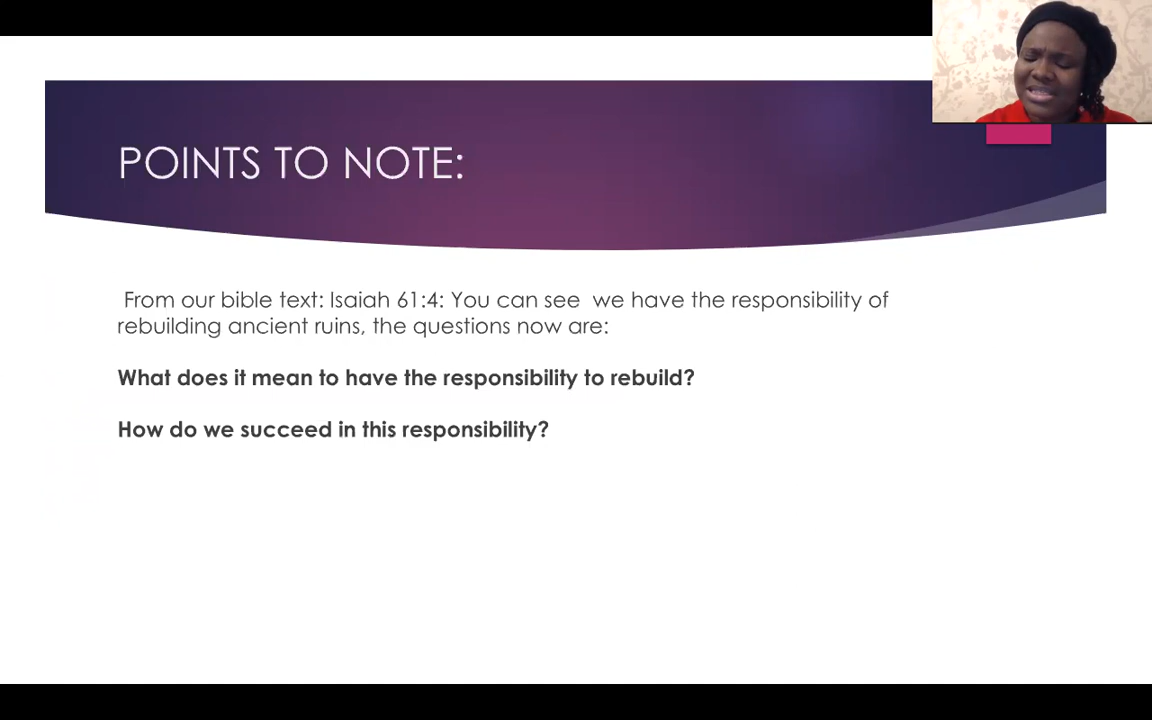 POINTS TO NOTE:
From our bible text: Isaiah 61:4: You can see  we have the responsibility of
rebuilding ancient ruins, the questions now are:
What does it mean to have the responsibility to rebuild?
How do we succeed in this responsibility?